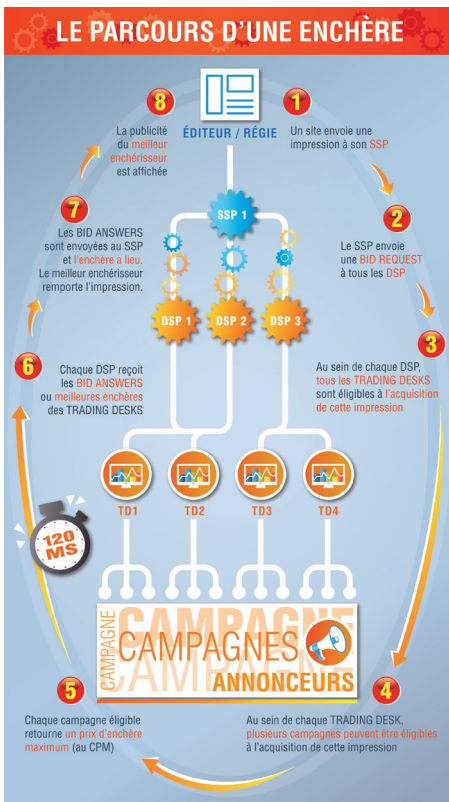 LE PARCOURS D'UNE ENCHÈRE
ÉDITEUR / RÉGIE
1
Un site envoie une
impression à son SSP
2
Le SSP envoie
une BID REQUEST
à tous les DSP
3
Au sein de chaque DSP,
tous les TRADING DESKS
sont éligibles à l'acquisition
de cette impression
4
Au sein de chaque TRADING DESK,
plusieurs campagnes peuvent être éligibles
à l'acquisition de cette impression
5
Chaque campagne éligible
retourne un prix d'enchère
maximum (au CPM)
120
MS
6
Chaque DSP reçoit
les BID ANSWERS
ou meilleures enchères
des TRADING DESKS
7
Les BID ANSWERS
sont envoyées au SSP
et l'enchère a lieu.
Le meilleur enchérisseur
remporte l'impression.
8
La publicité
du meilleur
enchérisseur
est affichée
SSP 1
DSP 1
DSP 2
DSP 3
TD1
TD2
TD3
TD4
CAMPAGNE
CAMPAGNE
CAMPAGNES
CAMPAGNE
ANNONCEURS